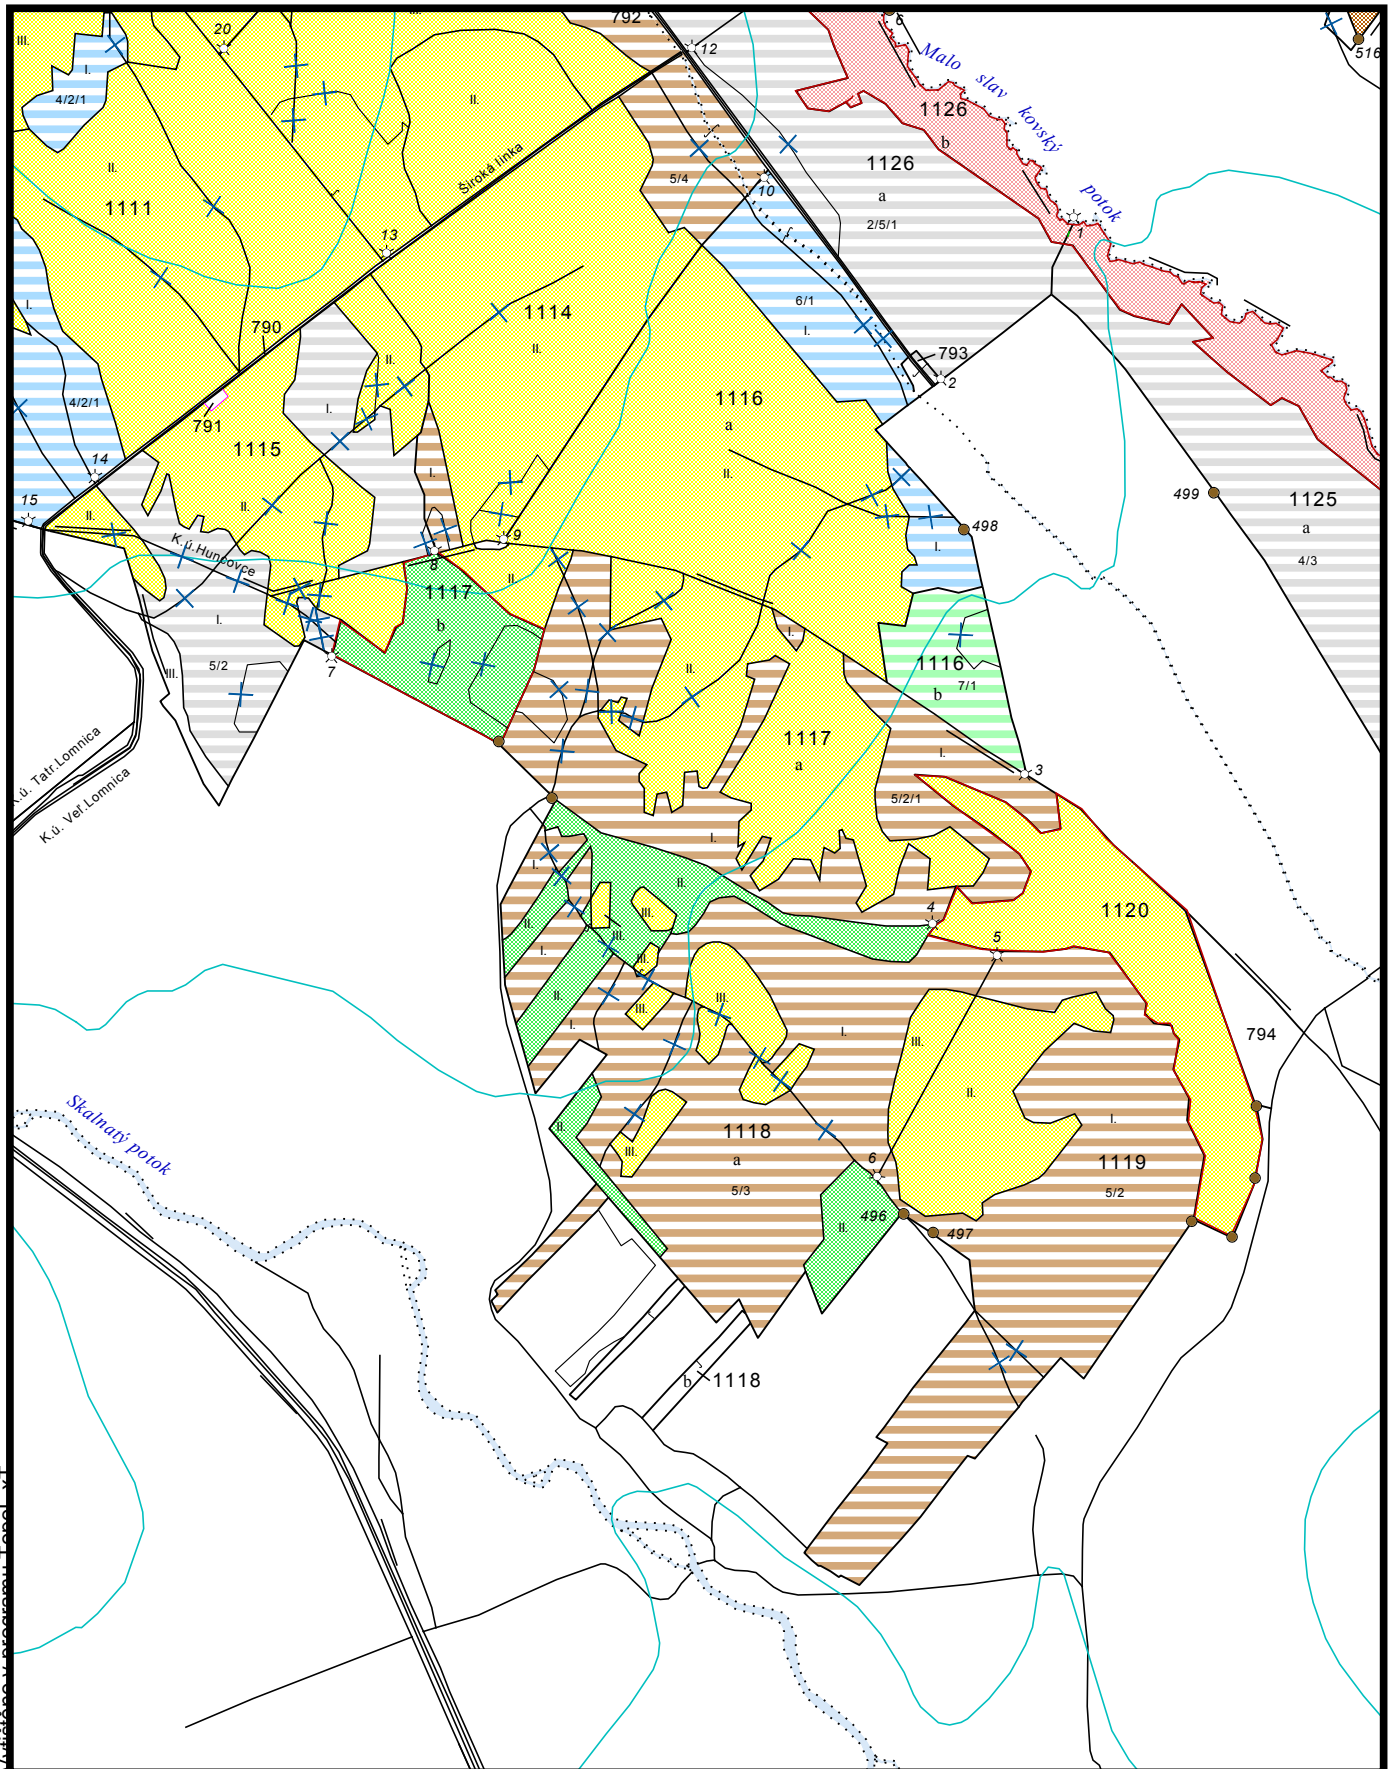 792
III.
20
12
6
516
I.
4/2/1
II.
Malo slav kovský potok
1126
b
II.
Široká linka
1126
a
2/5/1
5/4
10
1111
13
1
I.
6/1
I.
790
1114
II.
793
2
II.
4/2/1
791
I.
1116
a
1115
14
I.
II.
15
II.
II.
499
1125
a
4/3
498
K.ú.Huncovce
9
8
I.
II.
1117
b
I.
I.
1116
b
7/1
7
5/2
III.
II.
K.ú. Tatr.Lomnica
K.ú. Veľ.Lomnica
1117
a
I.
3
5/2/1
I.
I.
II.
4
1120
II.
III.
III.
5
I.
III.
II.
III.
III.
I.
I.
III.
794
II.
Skalnatý potok
II.
I.
1118
a
5/3
III.
6
1119
5/2
II.
496
497
b
1118